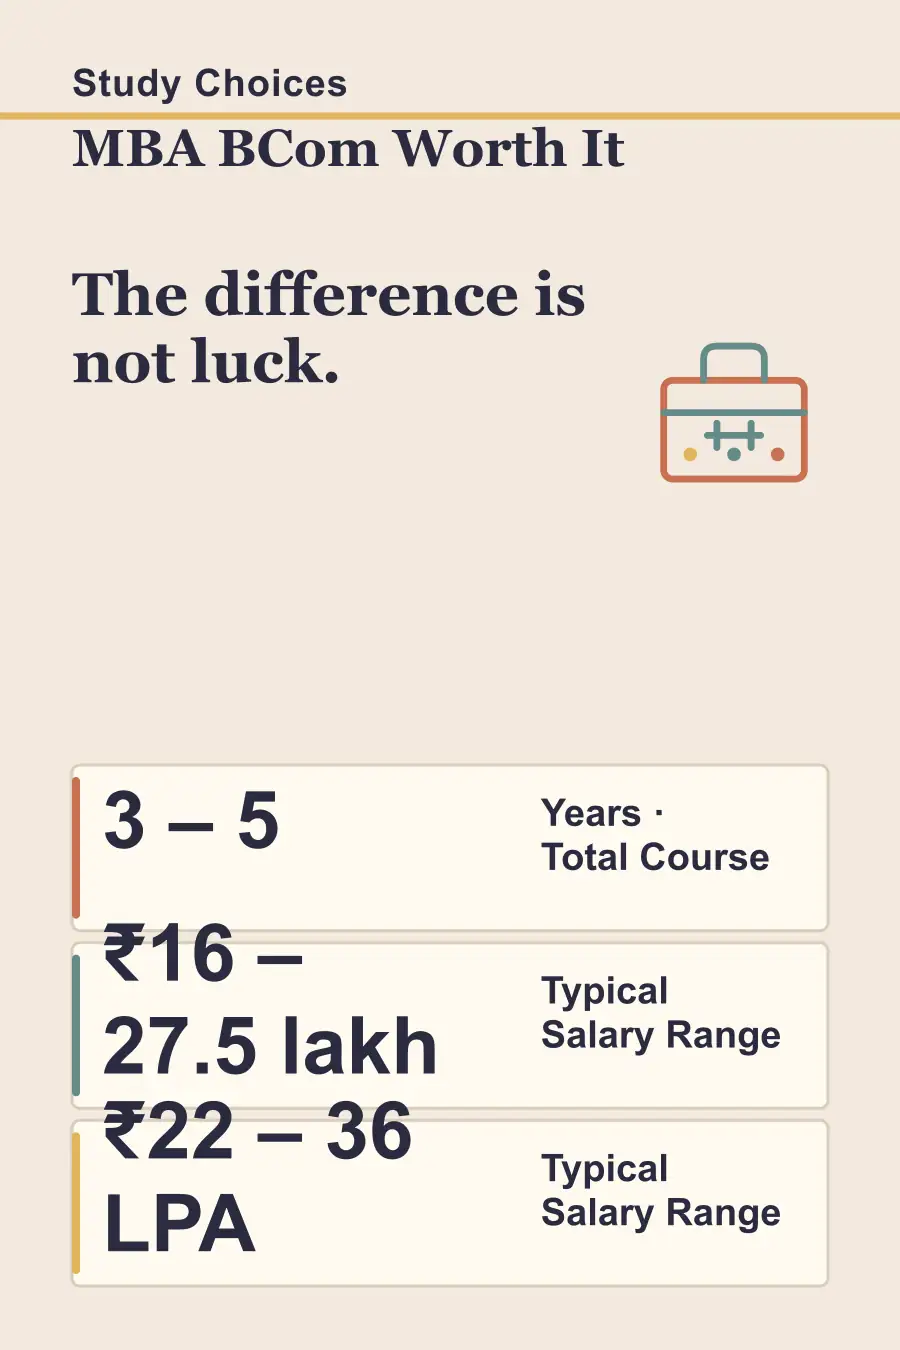 Study Choices
MBA BCom Worth It
The difference is
not luck.
3 – 5
Years ·
Total Course
₹16 –
27.5 lakh
Typical
Salary Range
₹22 – 36
LPA
Typical
Salary Range